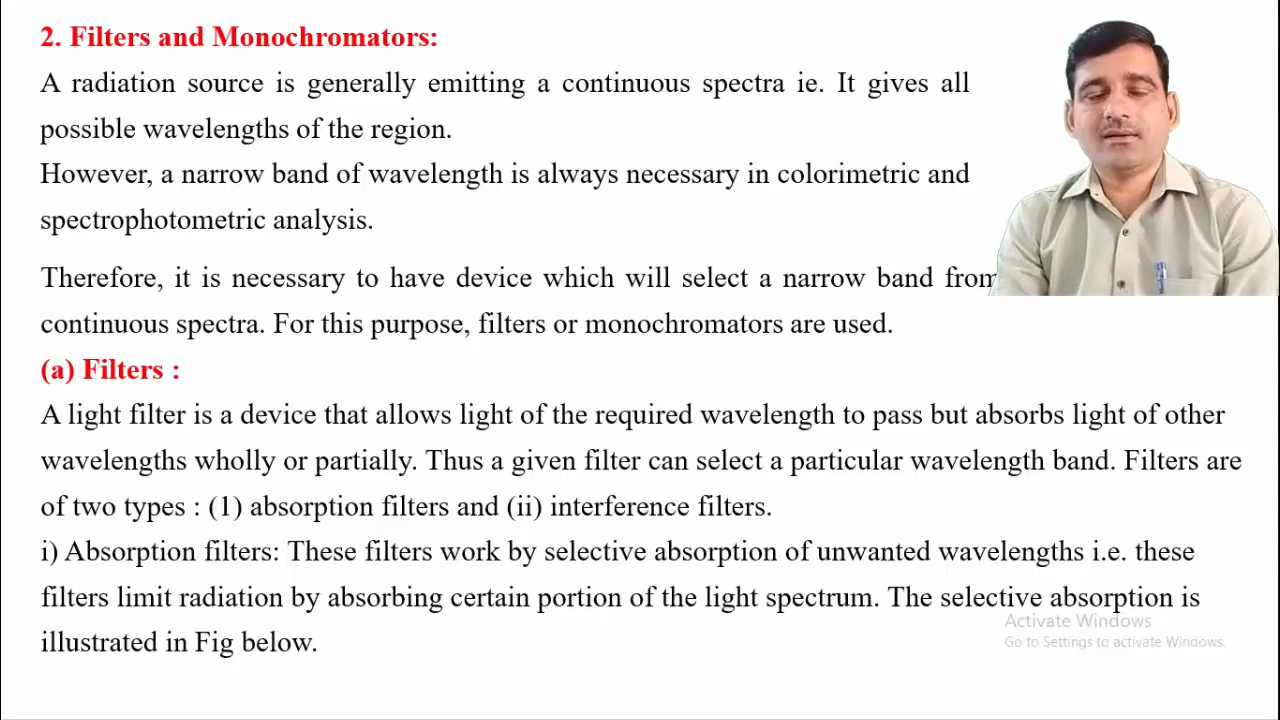 2. Filters and Monochromators:
A radiation source is generally emitting a continuous spectra ie. It gives all
possible wavelengths of the region.
However, a narrow band of wavelength is always necessary in colorimetric and
spectrophotometric analysis.
Therefore, it is necessary to have device which will select a narrow band from
continuous spectra. For this purpose, filters or monochromators are used.
(a) Filters :
A light filter is a device that allows light of the required wavelength to pass but absorbs light of other
wavelengths wholly or partially. Thus a given filter can select a particular wavelength band. Filters are
of two types : (1) absorption filters and (ii) interference filters.
i) Absorption filters: These filters work by selective absorption of unwanted wavelengths i.e. these
filters limit radiation by absorbing certain portion of the light spectrum. The selective absorption is
illustrated in Fig below.
Activate Windows
Go to Settings to activate Windows.